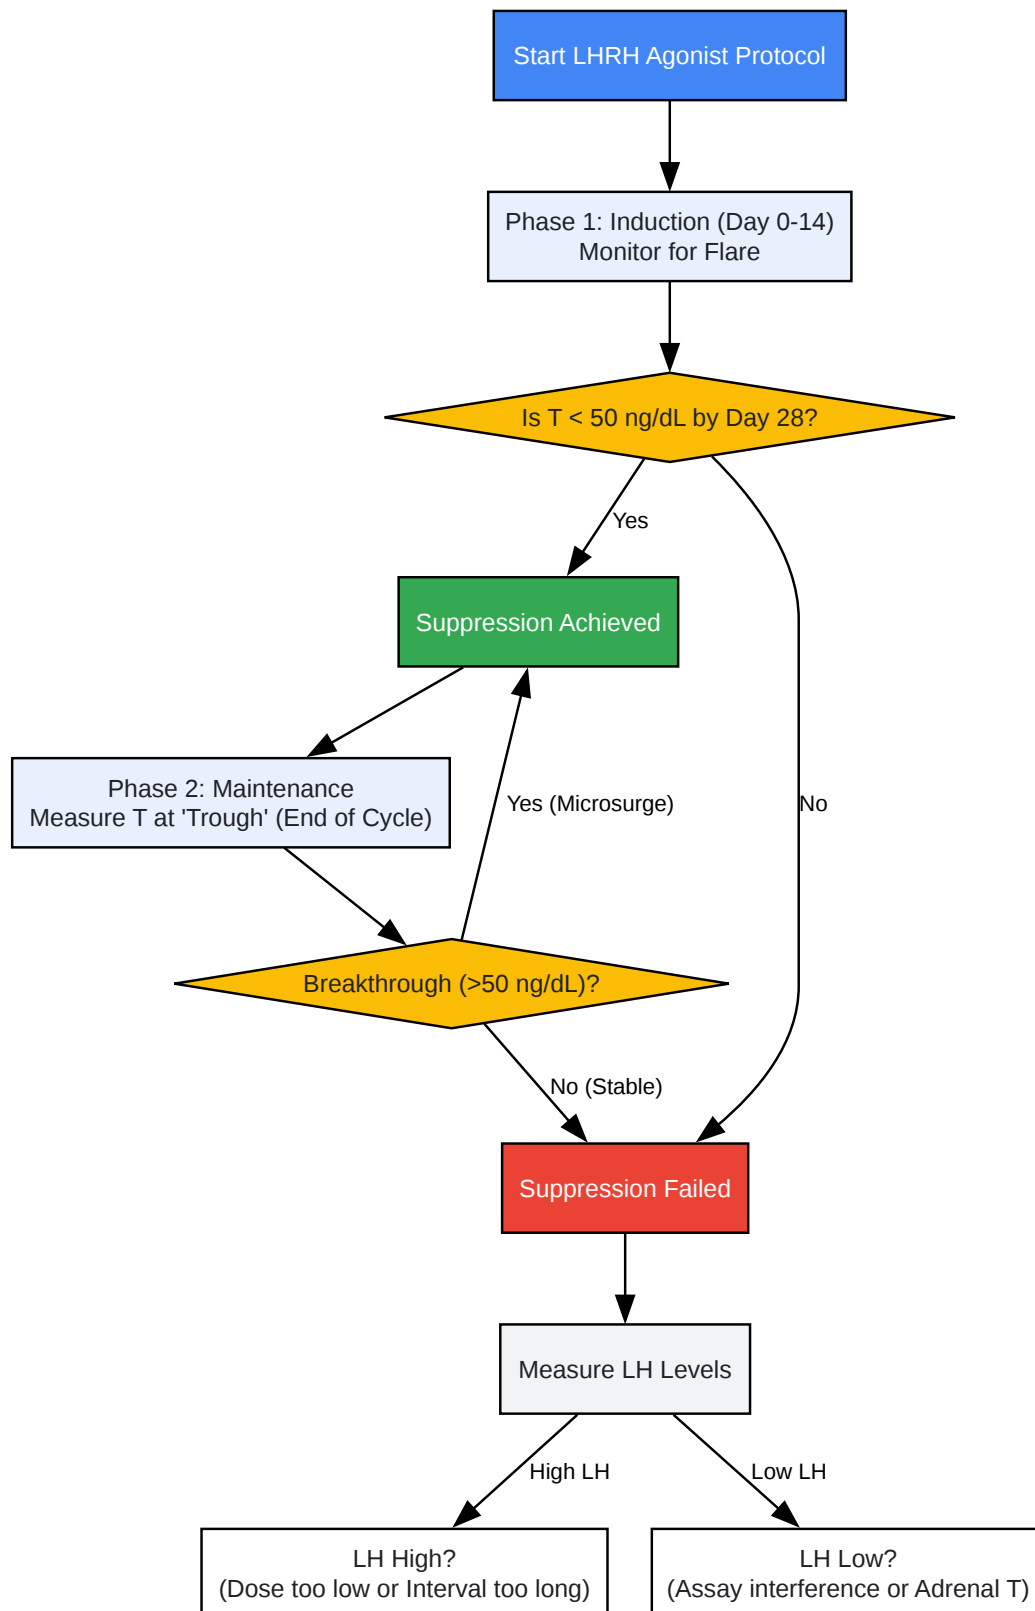 Start LHRH Agonist Protocol
Phase 1: Induction (Day 0-14)
Monitor for Flare
Is T < 50 ng/dL by Day 28?
Yes
Suppression Achieved
Phase 2: Maintenance
Measure T at 'Trough' (End of Cycle)
Yes (Microsurge)
No
Breakthrough (>50 ng/dL)?
No (Stable)
Suppression Failed
Measure LH Levels
High LH
Low LH
LH High?
(Dose too low or Interval too long)
LH Low?
(Assay interference or Adrenal T)